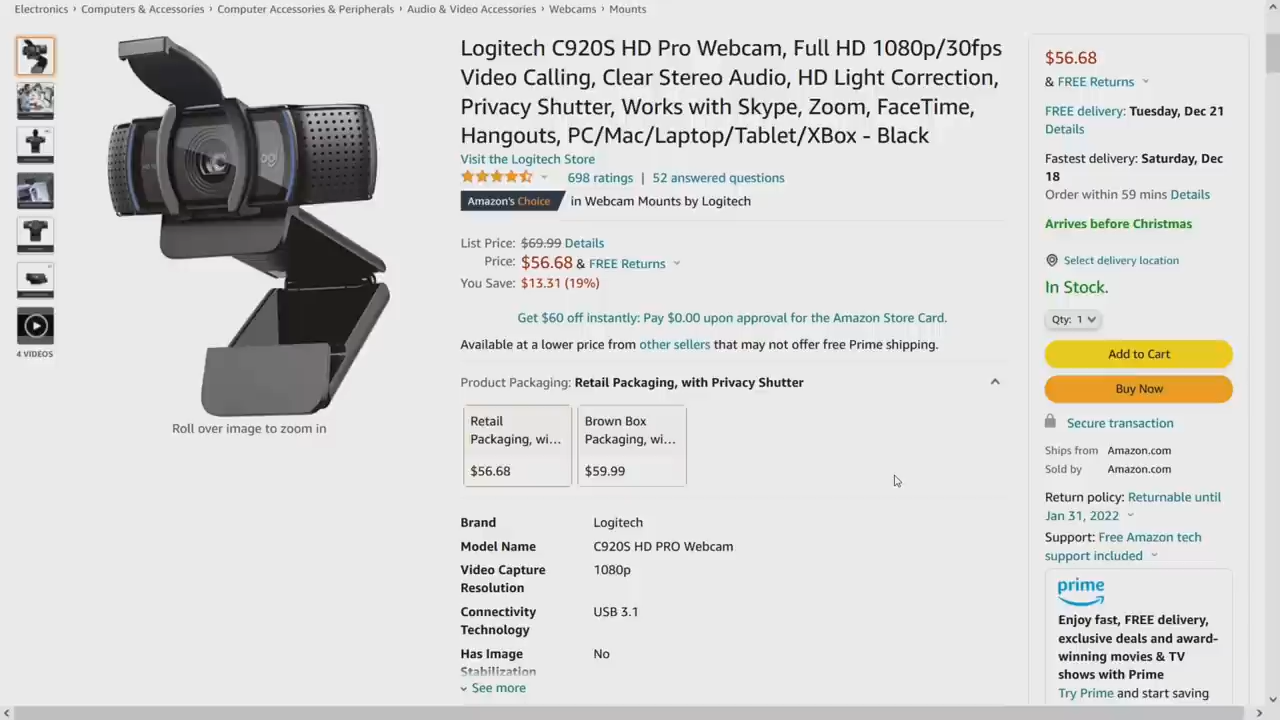 Electronics › Computers & Accessories › Computer Accessories & Peripherals › Audio & Video Accessories › Webcams › Mounts
4 VIDEOS
Roll over image to zoom in
Logitech C920S HD Pro Webcam, Full HD 1080p/30fps
Video Calling, Clear Stereo Audio, HD Light Correction,
Privacy Shutter, Works with Skype, Zoom, FaceTime,
Hangouts, PC/Mac/Laptop/Tablet/XBox - Black
Visit the Logitech Store
698 ratings | 52 answered questions
Amazon's Choice in Webcam Mounts by Logitech
List Price: $69.99 Details
Price: $56.68 & FREE Returns
You Save: $13.31 (19%)
Get $60 off instantly: Pay $0.00 upon approval for the Amazon Store Card.
Available at a lower price from other sellers that may not offer free Prime shipping.
Product Packaging: Retail Packaging, with Privacy Shutter
Retail
Packaging, wi...
$56.68
Brown Box
Packaging, wi...
$59.99
Brand Logitech
Model Name C920S HD PRO Webcam
Video Capture 1080p
Resolution
Connectivity USB 3.1
Technology
Has Image No
Stabilization
See more
$56.68
& FREE Returns
FREE delivery: Tuesday, Dec 21
Details
Fastest delivery: Saturday, Dec
18
Order within 59 mins Details
Arrives before Christmas
Select delivery location
In Stock.
Qty: 1
Add to Cart
Buy Now
Secure transaction
Ships from Amazon.com
Sold by Amazon.com
Return policy: Returnable until
Jan 31, 2022
Support: Free Amazon tech
support included
prime
Enjoy fast, FREE delivery,
exclusive deals and award-
winning movies & TV
shows with Prime
Try Prime and start saving